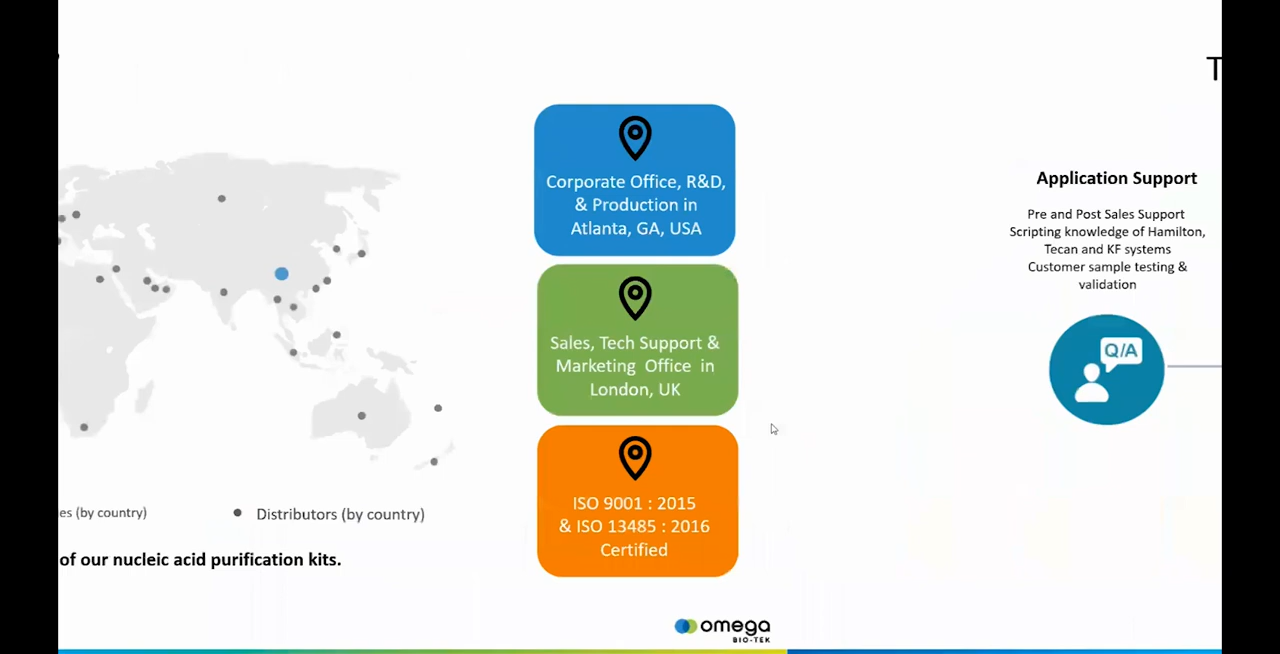 T
Corporate Office, R&D,
& Production in
Atlanta, GA, USA
Sales, Tech Support &
Marketing Office in
London, UK
ISO 9001 : 2015
& ISO 13485 : 2016
Certified
es (by country)
Distributors (by country)
of our nucleic acid purification kits.
Application Support
Pre and Post Sales Support
Scripting knowledge of Hamilton,
Tecan and KF systems
Customer sample testing &
validation
Q/A
omega
BIO-TEK